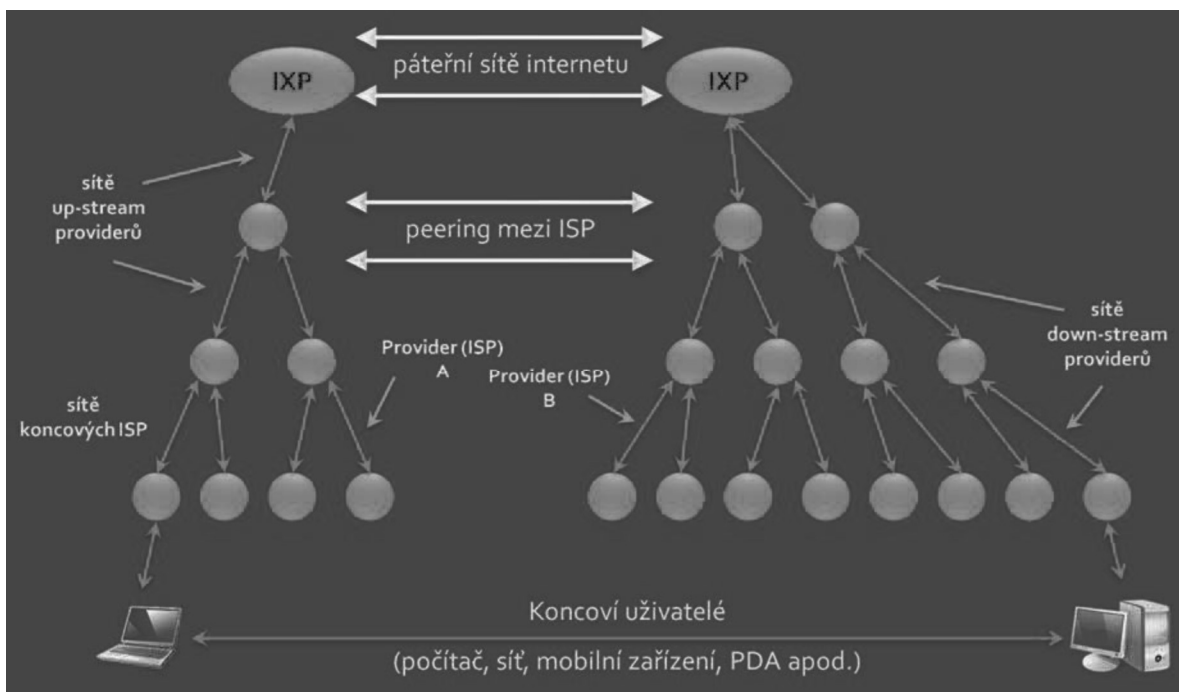 IXP
páteřní sítě internetu
IXP
sítě
up-stream
providerů
peering mezi ISP
sítě
down-stream
providerů
Provider (ISP)
A
Provider (ISP)
B
sítě
koncových ISP
Koncoví uživatelé
(počítač, síť, mobilní zařízení, PDA apod.)